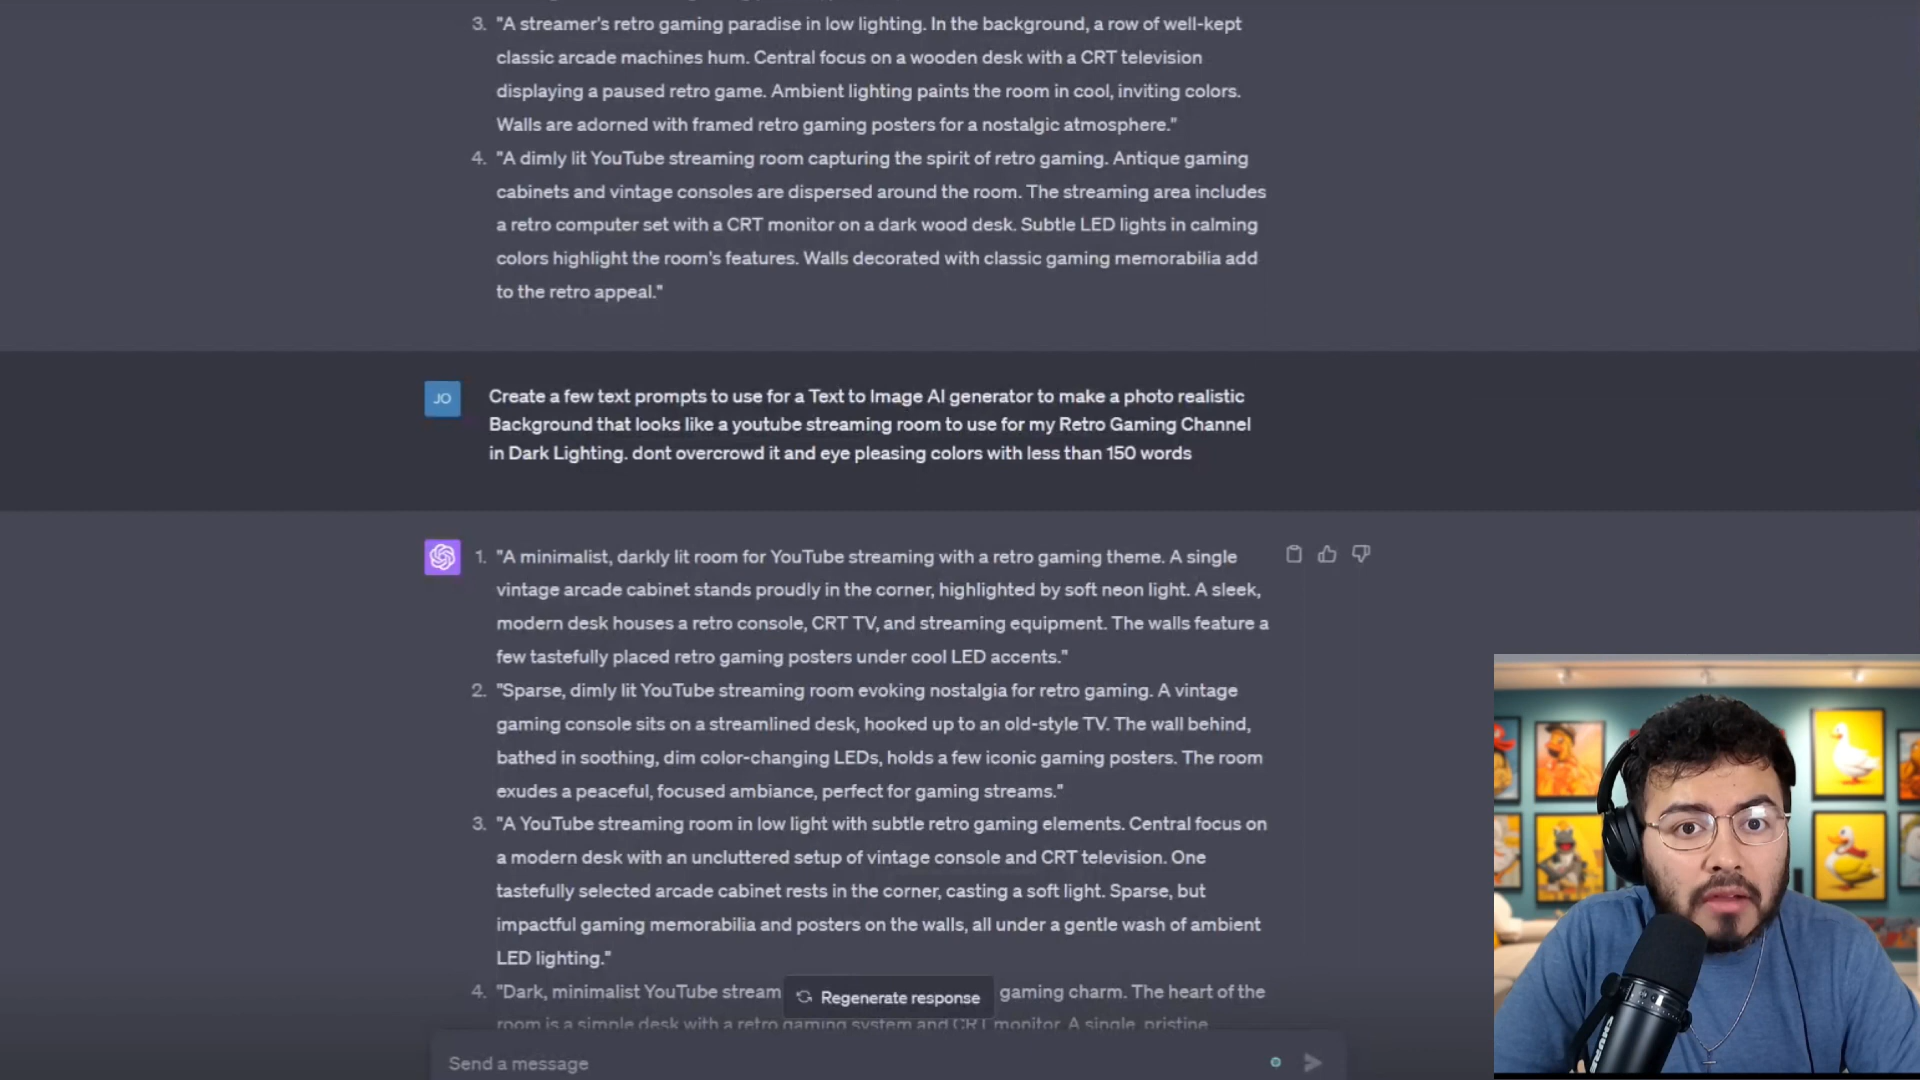 3. "A streamer's retro gaming paradise in low lighting. In the background, a row of well-kept
classic arcade machines hum. Central focus on a wooden desk with a CRT television
displaying a paused retro game. Ambient lighting paints the room in cool, inviting colors.
Walls are adorned with framed retro gaming posters for a nostalgic atmosphere."
4. "A dimly lit YouTube streaming room capturing the spirit of retro gaming. Antique gaming
cabinets and vintage consoles are dispersed around the room. The streaming area includes
a retro computer set with a CRT monitor on a dark wood desk. Subtle LED lights in calming
colors highlight the room's features. Walls decorated with classic gaming memorabilia add
to the retro appeal."
JO
Create a few text prompts to use for a Text to Image AI generator to make a photo realistic
Background that looks like a youtube streaming room to use for my Retro Gaming Channel
in Dark Lighting. dont overcrowd it and eye pleasing colors with less than 150 words
1. "A minimalist, darkly lit room for YouTube streaming with a retro gaming theme. A single
vintage arcade cabinet stands proudly in the corner, highlighted by soft neon light. A sleek,
modern desk houses a retro console, CRT TV, and streaming equipment. The walls feature a
few tastefully placed retro gaming posters under cool LED accents."
2. "Sparse, dimly lit YouTube streaming room evoking nostalgia for retro gaming. A vintage
gaming console sits on a streamlined desk, hooked up to an old-style TV. The wall behind,
bathed in soothing, dim color-changing LEDs, holds a few iconic gaming posters. The room
exudes a peaceful, focused ambiance, perfect for gaming streams."
3. "A YouTube streaming room in low light with subtle retro gaming elements. Central focus on
a modern desk with an uncluttered setup of vintage console and CRT television. One
tastefully selected arcade cabinet rests in the corner, casting a soft light. Sparse, but
impactful gaming memorabilia and posters on the walls, all under a gentle wash of ambient
LED lighting."
4. "Dark, minimalist YouTube stream gaming charm. The heart of the
Regenerate response
room is a simple desk with a retro gaming system and CRT monitor. A single, pristine
Send a message